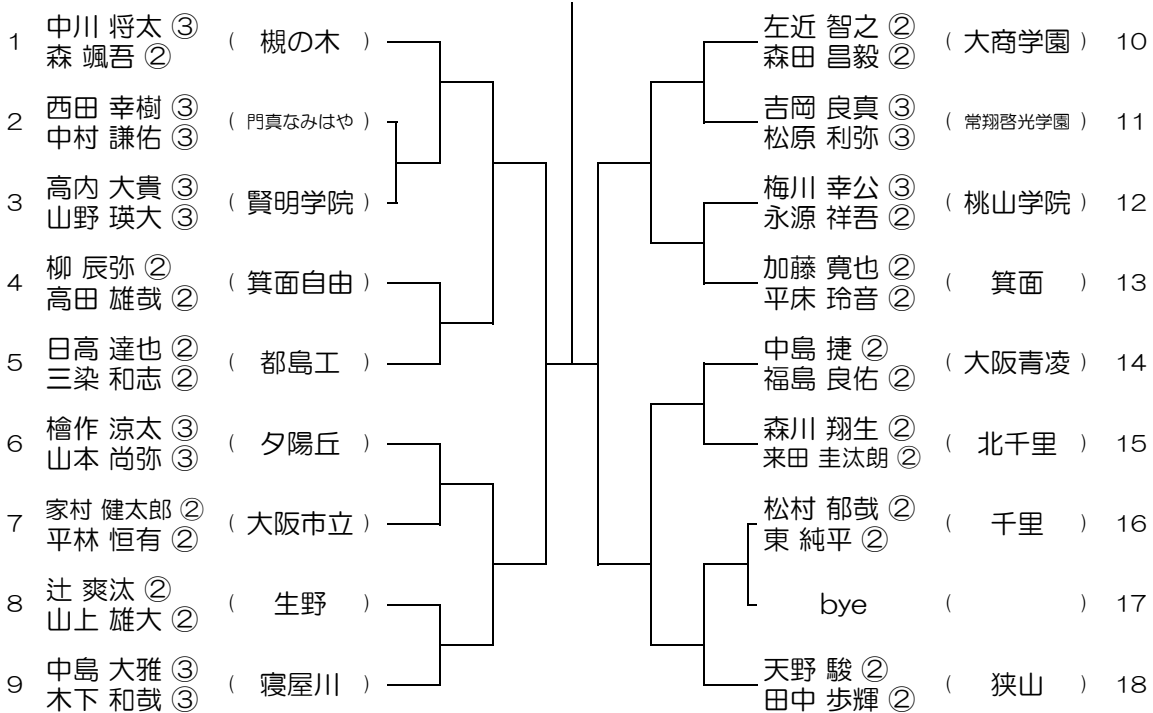 1 中川 将太 ③ ( 槻の木 )
森 颯吾 ②
2 西田 幸樹 ③ ( 門真なみはや )
中村 謙佑 ③
3 高内 大貴 ③ ( 賢明学院 )
山野 瑛大 ③
4 柳 辰弥 ② ( 箕面自由 )
高田 雄哉 ②
5 日高 達也 ② ( 都島工 )
三染 和志 ②
6 檜作 涼太 ③ ( 夕陽丘 )
山本 尚弥 ③
7 家村 健太郎 ② ( 大阪市立 )
平林 恒有 ②
8 辻 爽汰 ② ( 生野 )
山上 雄大 ②
9 中島 大雅 ③ ( 寝屋川 )
木下 和哉 ③
左近 智之 ② ( 大商学園 ) 10
森田 昌毅 ②
吉岡 良真 ③ ( 常翔啓光学園 ) 11
松原 利弥 ③
梅川 幸公 ③ ( 桃山学院 ) 12
永源 祥吾 ②
加藤 寛也 ② ( 箕面 ) 13
平床 玲音 ②
中島 捷 ② ( 大阪青凌 ) 14
福島 良佑 ②
森川 翔生 ② ( 北千里 ) 15
来田 圭汰朗 ②
松村 郁哉 ② ( 千里 ) 16
東 純平 ②
bye ( ) 17
天野 駿 ② ( 狭山 ) 18
田中 歩輝 ②